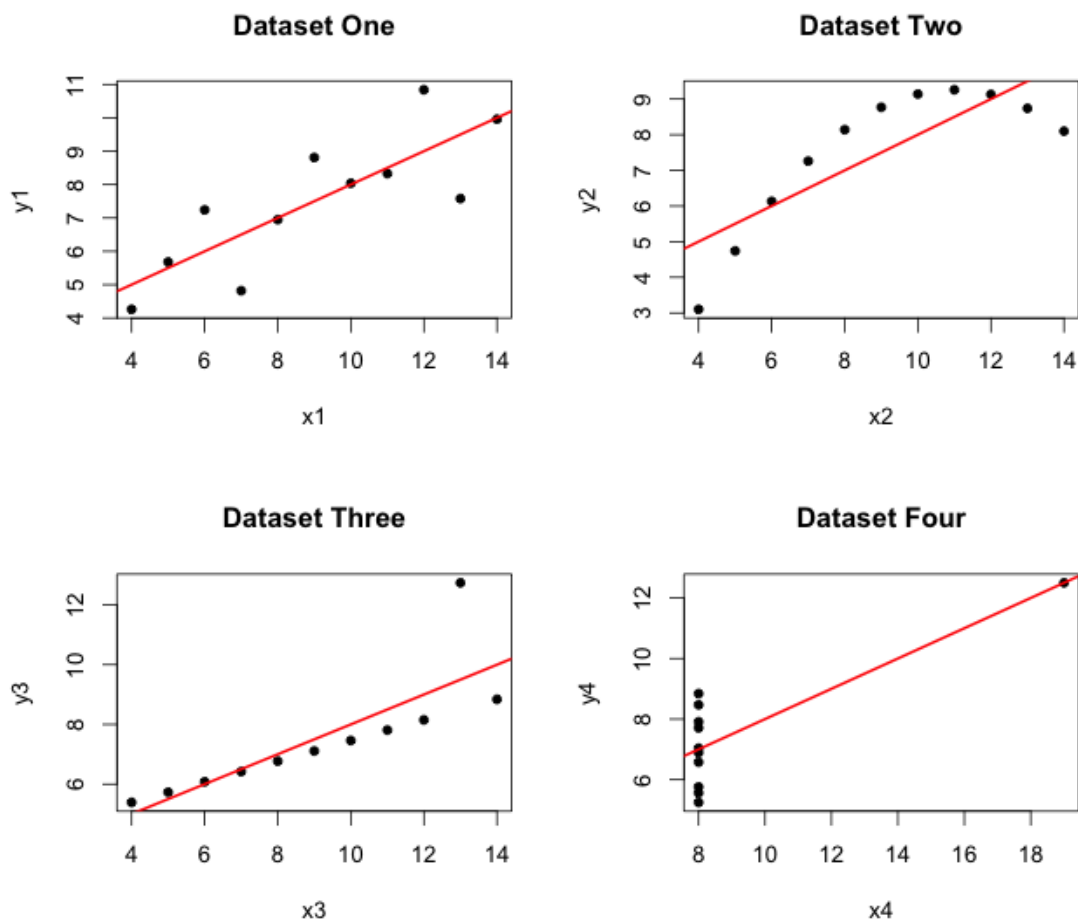 Dataset One
11
9
8
7
6
5
4
y1
4 6 8 10 12 14
x1
Dataset Two
9
8
7
6
5
4
3
y2
4 6 8 10 12 14
x2
Dataset Three
12
10
8
6
y3
4 6 8 10 12 14
x3
Dataset Four
12
10
8
6
y4
8 10 12 14 16 18
x4